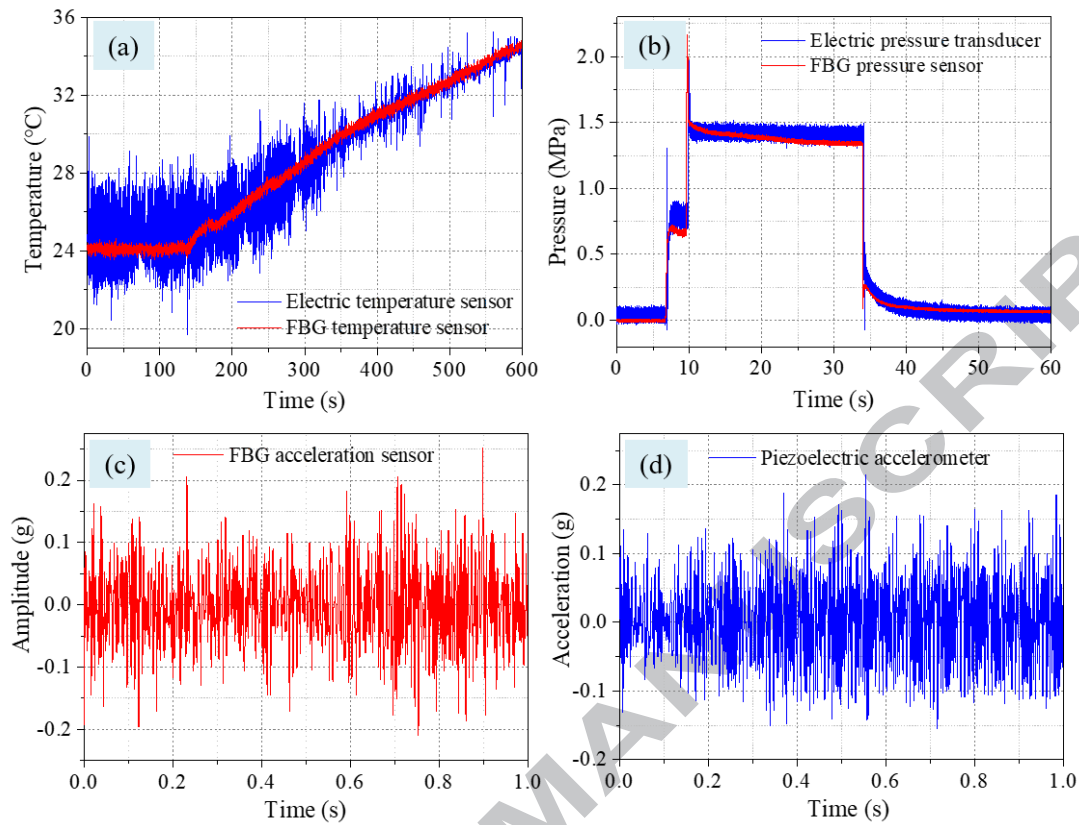 (a)
36
32
28
24
20
Temperature (°C)
Electric temperature sensor
FBG temperature sensor
0 100 200 300 400 500 600
Time (s)
(b)
Electric pressure transducer
FBG pressure sensor
2.0
1.5
1.0
0.5
0.0
Pressure (MPa)
0 10 20 30 40 50 60
Time (s)
(c)
FBG acceleration sensor
0.2
0.1
0.0
-0.1
-0.2
Amplitude (g)
0.0 0.2 0.4 0.6 0.8 1.0
Time (s)
(d)
Piezoelectric accelerometer
0.2
0.1
0.0
-0.1
-0.2
Acceleration (g)
0.0 0.2 0.4 0.6 0.8 1.0
Time (s)
MANUSCRIP